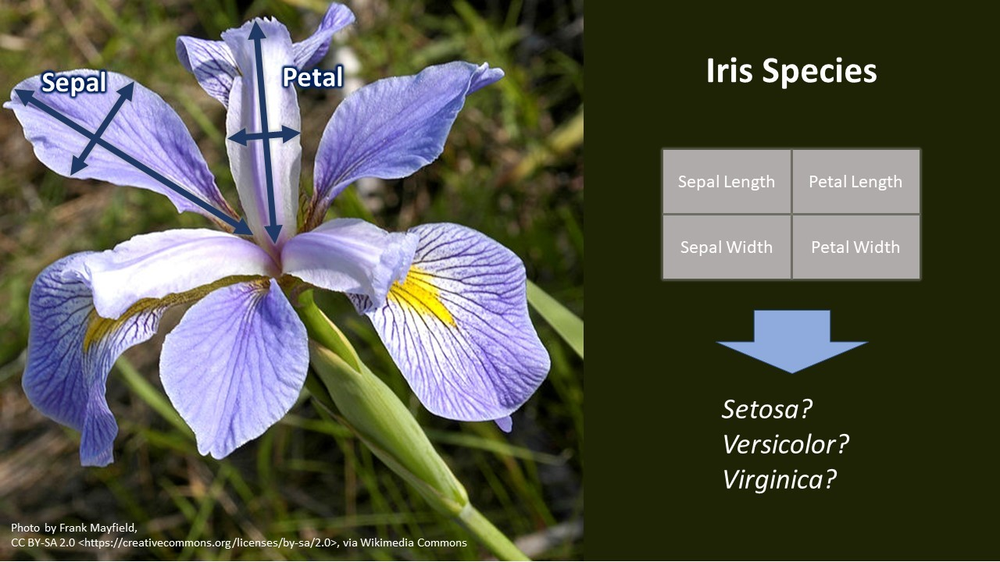 Sepal
Petal
Iris Species
Sepal Length
Petal Length
Sepal Width
Petal Width
Setosa?
Versicolor?
Virginica?
Photo by Frank Mayfield,
CC BY-SA 2.0 <https://creativecommons.org/licenses/by-sa/2.0>, via Wikimedia Commons